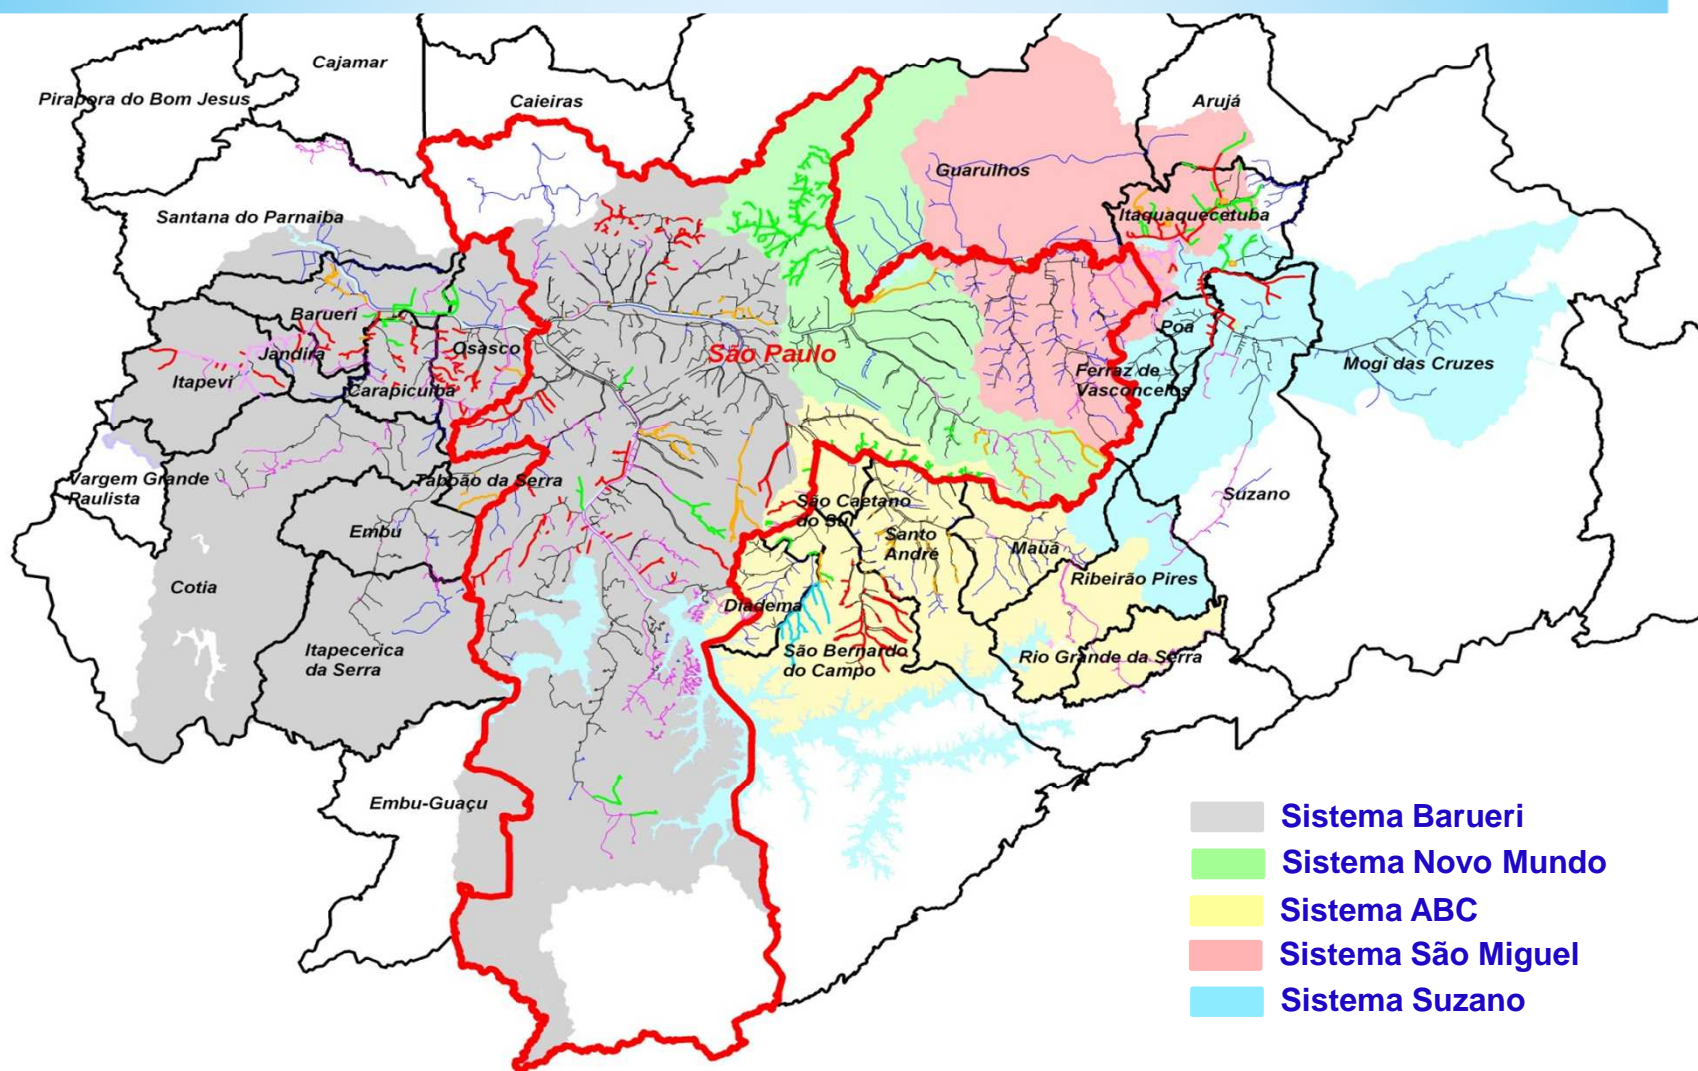 Cajamar
Pirapora do Bom Jesus
Caieiras
Arujá
Guarulhos
Santana do Parnaiba
Itaquaquecetuba
Barueri
Poá
Osasco
São Paulo
Jandira
Mogi das Cruzes
Itapevi
Ferraz de
Vasconcelos
Carapicuiba
Vargem Grande
Paulista
Taboão da Serra
Suzano
São Caetano
do Sul
Embu
Santo
André
Mauá
Ribeirão Pires
Cotia
Diadema
Itapecerica
da Serra
São Bernardo
do Campo
Rio Grande da Serra
Embu-Guaçu
Sistema Barueri
Sistema Novo Mundo
Sistema ABC
Sistema São Miguel
Sistema Suzano